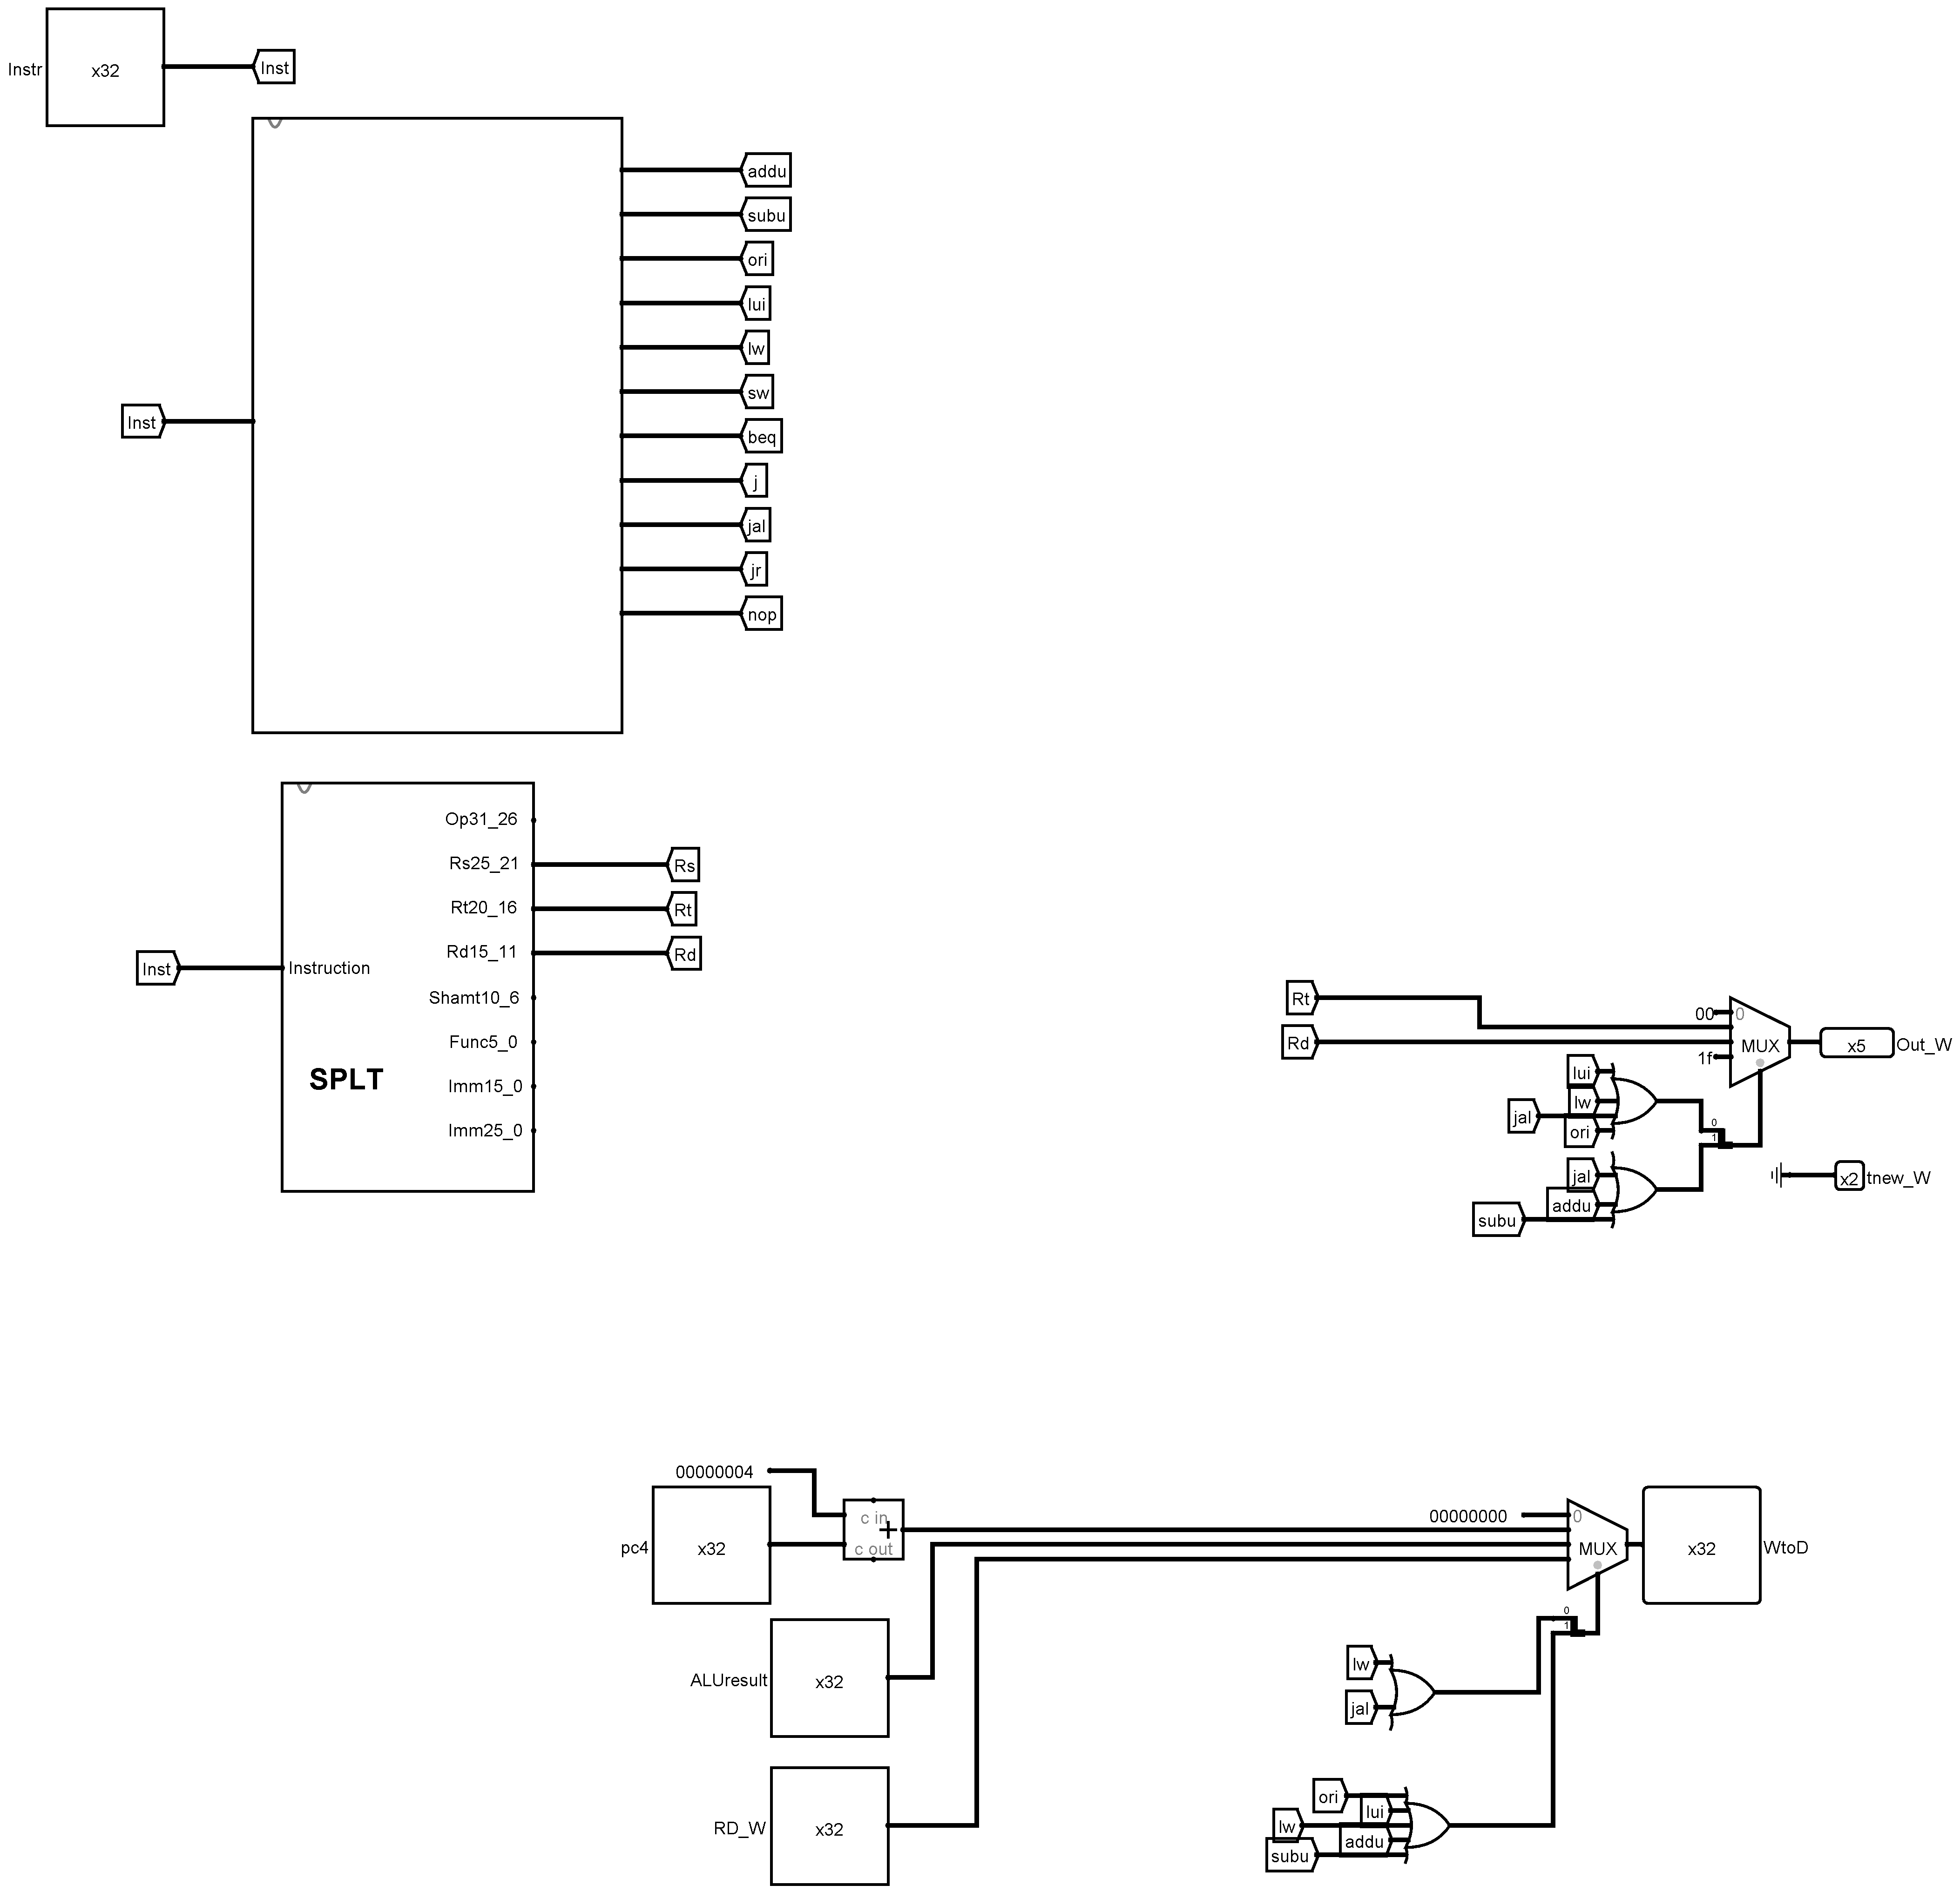 Instr
x32
Inst
addu
subu
ori
lui
lw
sw
Inst
beq
j
jal
jr
nop
Op31_26
Rs25_21
Rs
Rt20_16
Rt
Rd15_11
Rd
Inst
Instruction
Shamt10_6
Func5_0
SPLT
Imm15_0
Imm25_0
Rt
Rd
00
0
1f
MUX
x5
Out_W
lui
lw
jal
ori
0
1
jal
addu
subu
x2
tnew_W
00000004
pc4
x32
c in
c out
00000000
0
MUX
x32
WtoD
ALUresult
x32
0
1
lw
jal
RD_W
x32
ori
lui
lw
addu
subu